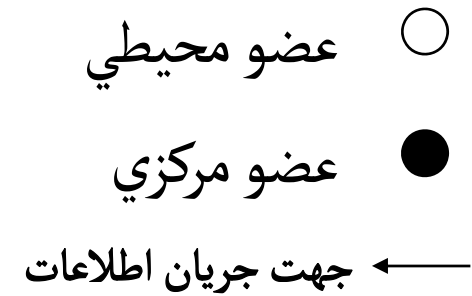 عضو محيطي
عضو مركزي
جهت جريان اطلاعات